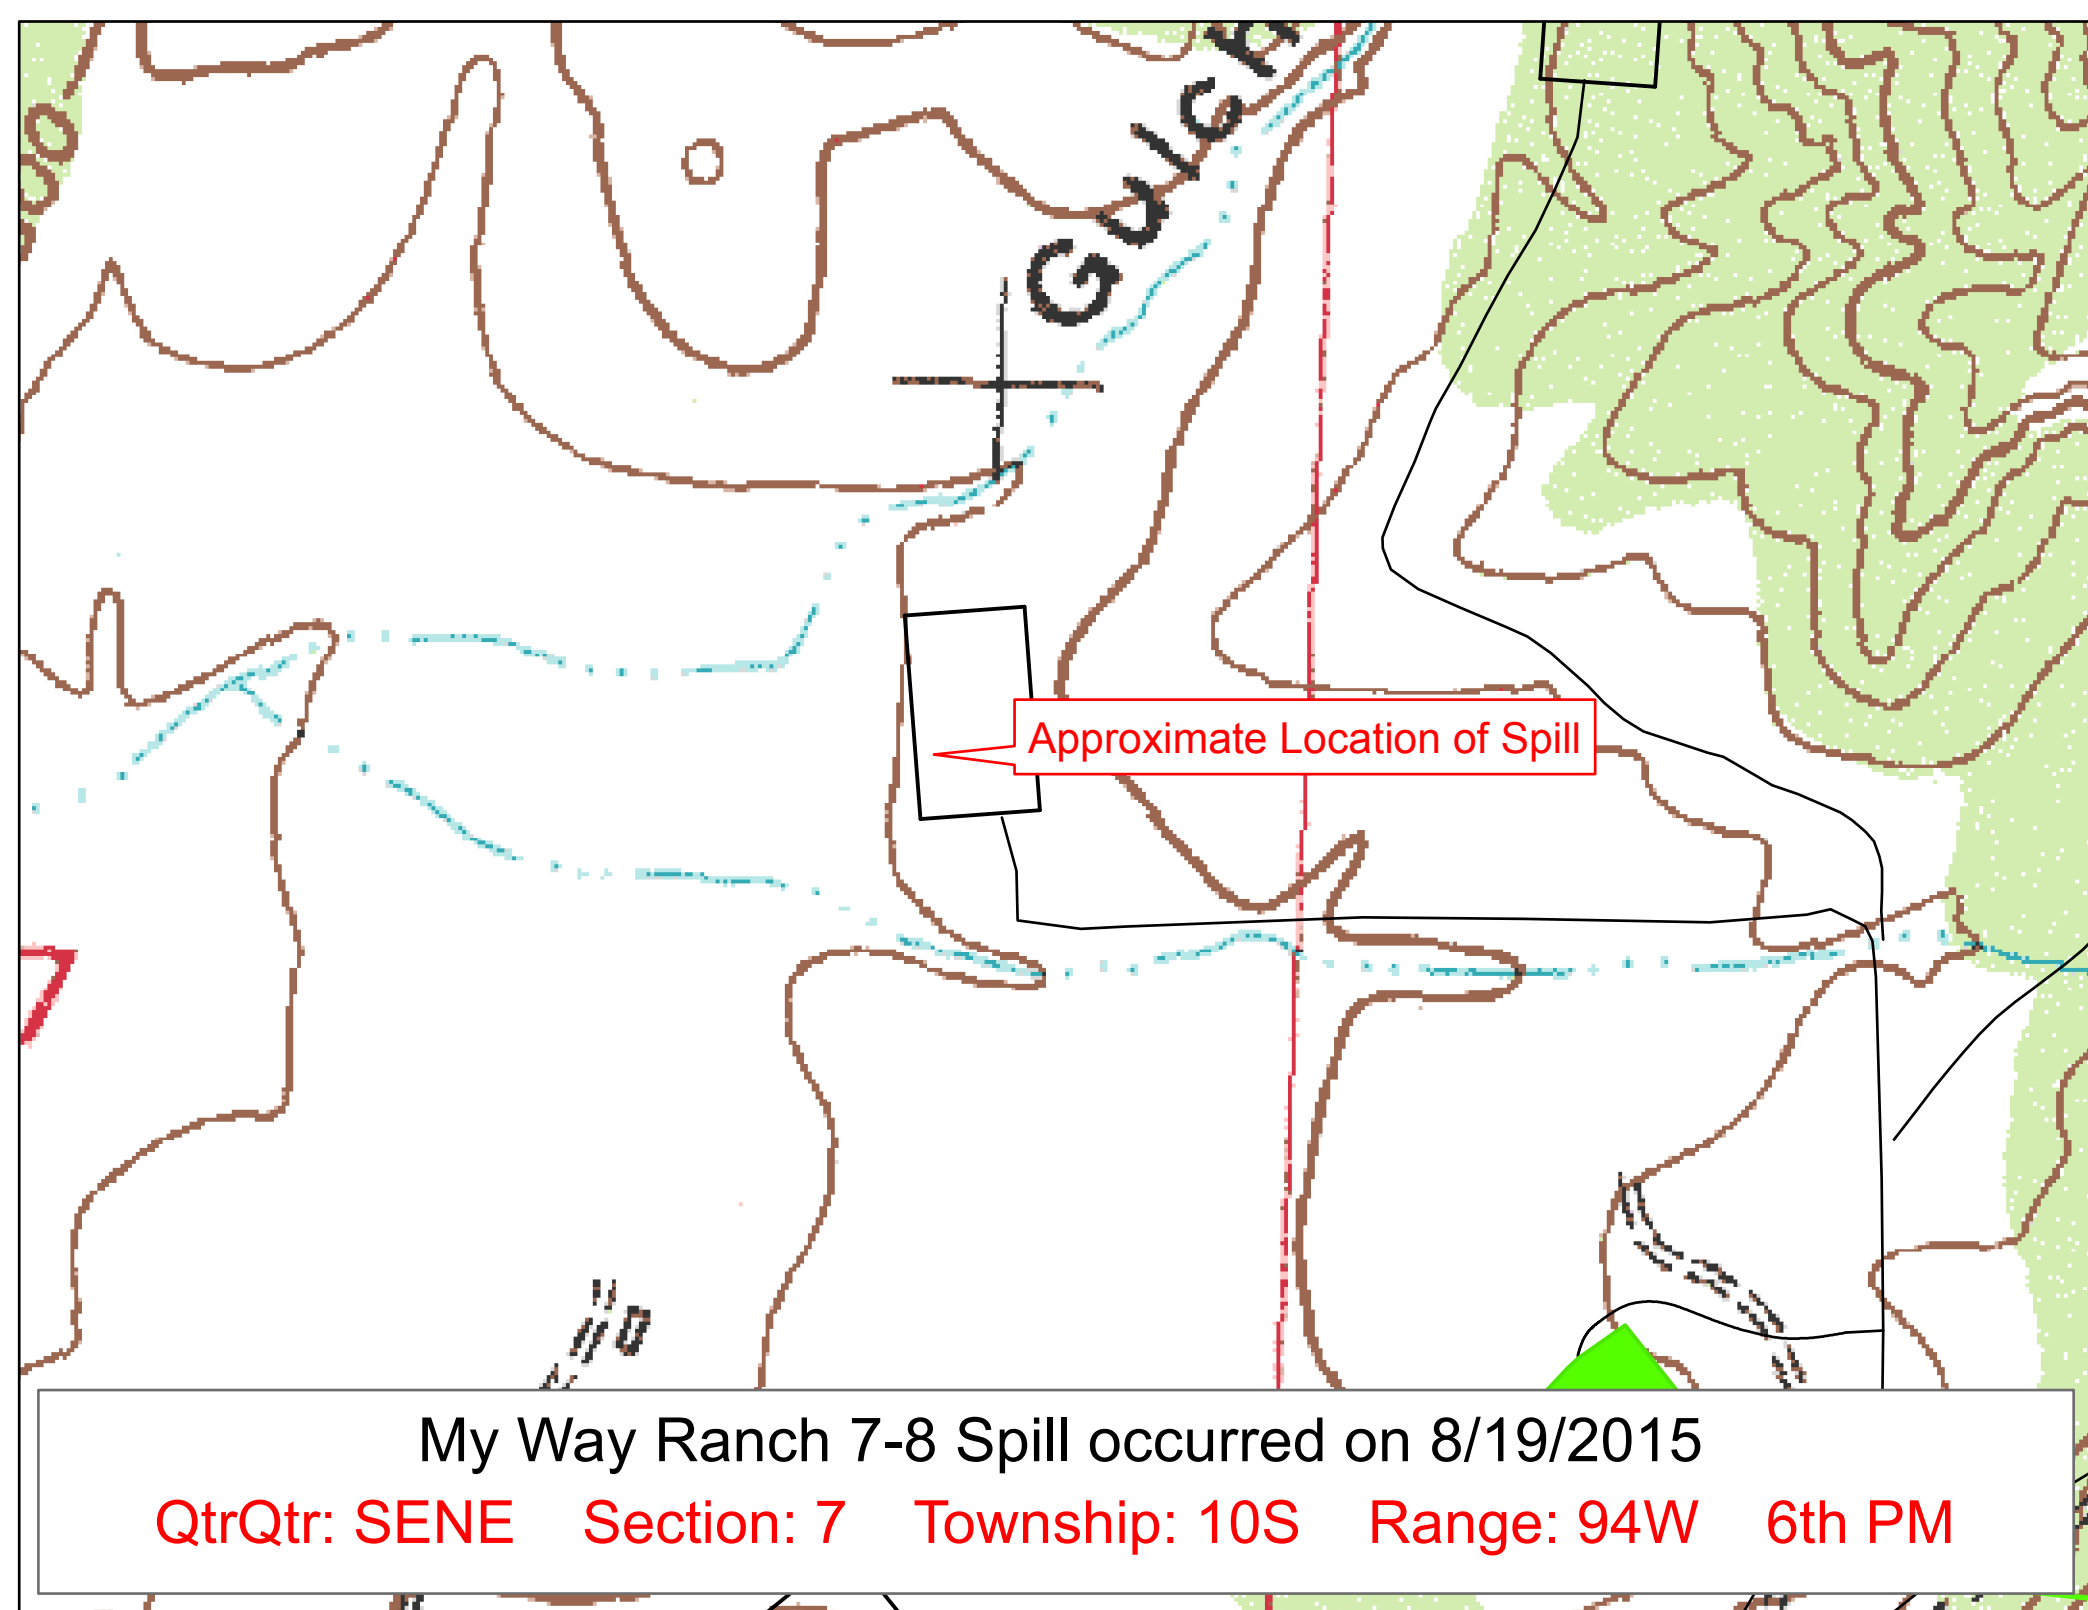 Gulch
Approximate Location of Spill
7
My Way Ranch 7-8 Spill occurred on 8/19/2015
QtrQtr: SENE Section: 7 Township: 10S Range: 94W 6th PM